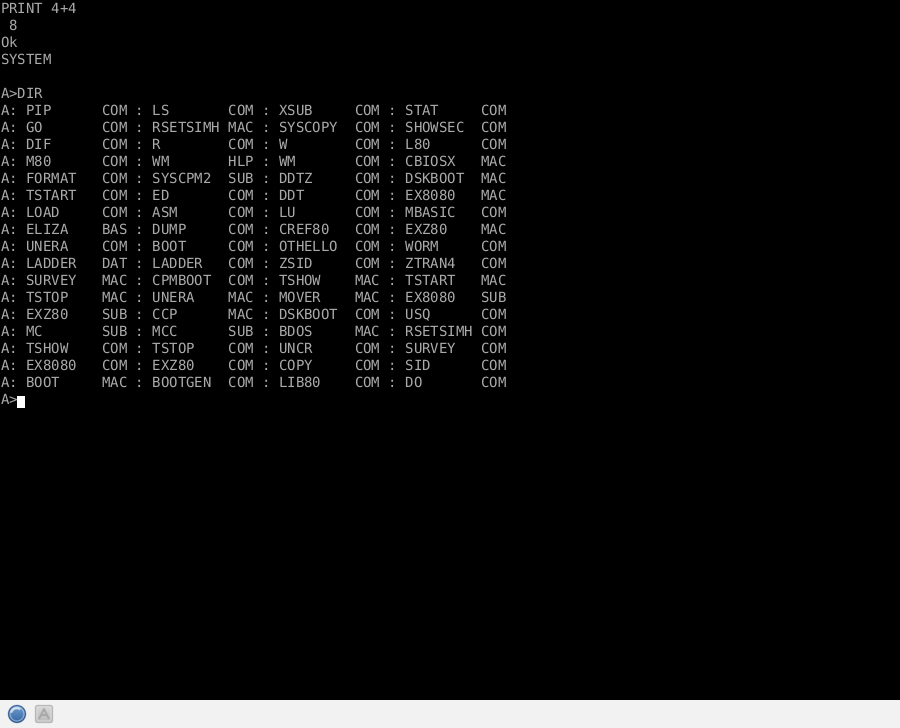 PRINT 4+4
 8
Ok
SYSTEM

A>DIR
A: PIP      COM : LS       COM : XSUB     COM : STAT     COM
A: GO       COM : RSETSIMH MAC : SYSCOPY  COM : SHOWSEC  COM
A: DIF      COM : R        COM : W        COM : L80      COM
A: M80      COM : WM       HLP : WM       COM : CBIOSX   MAC
A: FORMAT   COM : SYSCPM2  SUB : DDTZ     COM : DSKBOOT  MAC
A: TSTART   COM : ED       COM : DDT      COM : EX8080   MAC
A: LOAD     COM : ASM      COM : LU       COM : MBASIC   COM
A: ELIZA    BAS : DUMP     COM : CREF80   COM : EXZ80    MAC
A: UNERA    COM : BOOT     COM : OTHELLO  COM : WORM     COM
A: LADDER   DAT : LADDER   COM : ZSID     COM : ZTRAN4   COM
A: SURVEY   MAC : CPMBOOT  COM : TSHOW    MAC : TSTART   MAC
A: TSTOP    MAC : UNERA    MAC : MOVER    MAC : EX8080   SUB
A: EXZ80    SUB : CCP      MAC : DSKBOOT  COM : USQ      COM
A: MC       SUB : MCC      SUB : BDOS     MAC : RSETSIMH COM
A: TSHOW    COM : TSTOP    COM : UNCR     COM : SURVEY   COM
A: EX8080   COM : EXZ80    COM : COPY     COM : SID      COM
A: BOOT     MAC : BOOTGEN  COM : LIB80    COM : DO       COM
A>
A